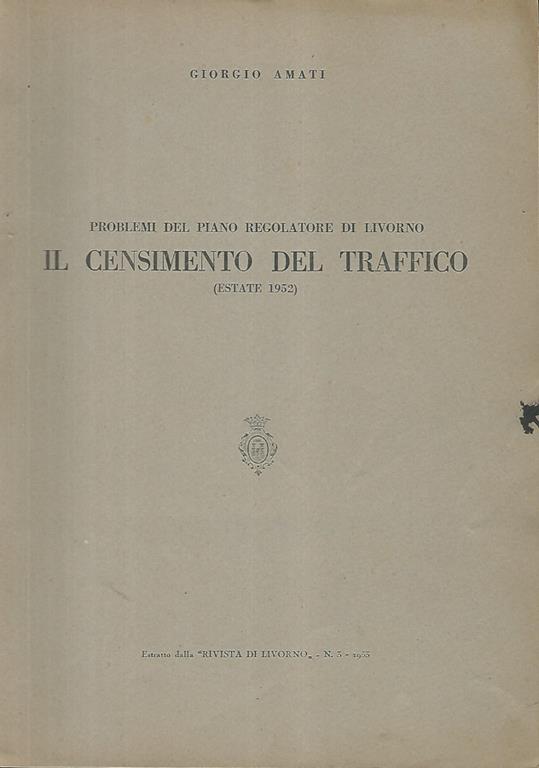 GIORGIO AMATI
PROBLEMI DEL PIANO REGOLATORE DI LIVORNO
IL CENSIMENTO DEL TRAFFICO
(ESTATE 1952)
Estratto dalla "RIVISTA DI LIVORNO„ - N. 3 - 1953